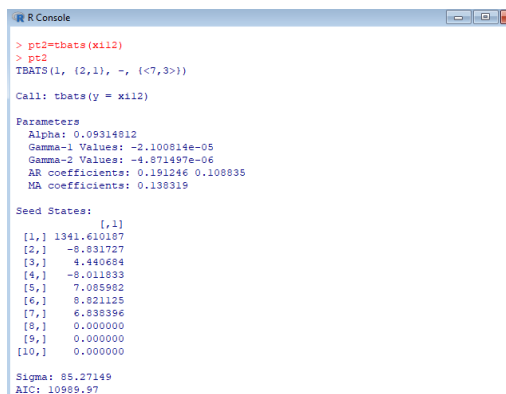 R Console
> pt2=tbats(xi12)
> pt2
TBATS(1, {2,1}, -, {<7,3>})
Call: tbats(y = xi12)
Parameters
Alpha: 0.09314812
Gamma-1 Values: -2.100814e-05
Gamma-2 Values: -4.871497e-06
AR coefficients: 0.191246 0.108835
MA coefficients: 0.138319
Seed States:
[,1]
[1,] 1341.610187
[2,] -8.831727
[3,] 4.440684
[4,] -8.011833
[5,] 7.085982
[6,] 8.821125
[7,] 6.838396
[8,] 0.000000
[9,] 0.000000
[10,] 0.000000
Sigma: 85.27149
AIC: 10989.97